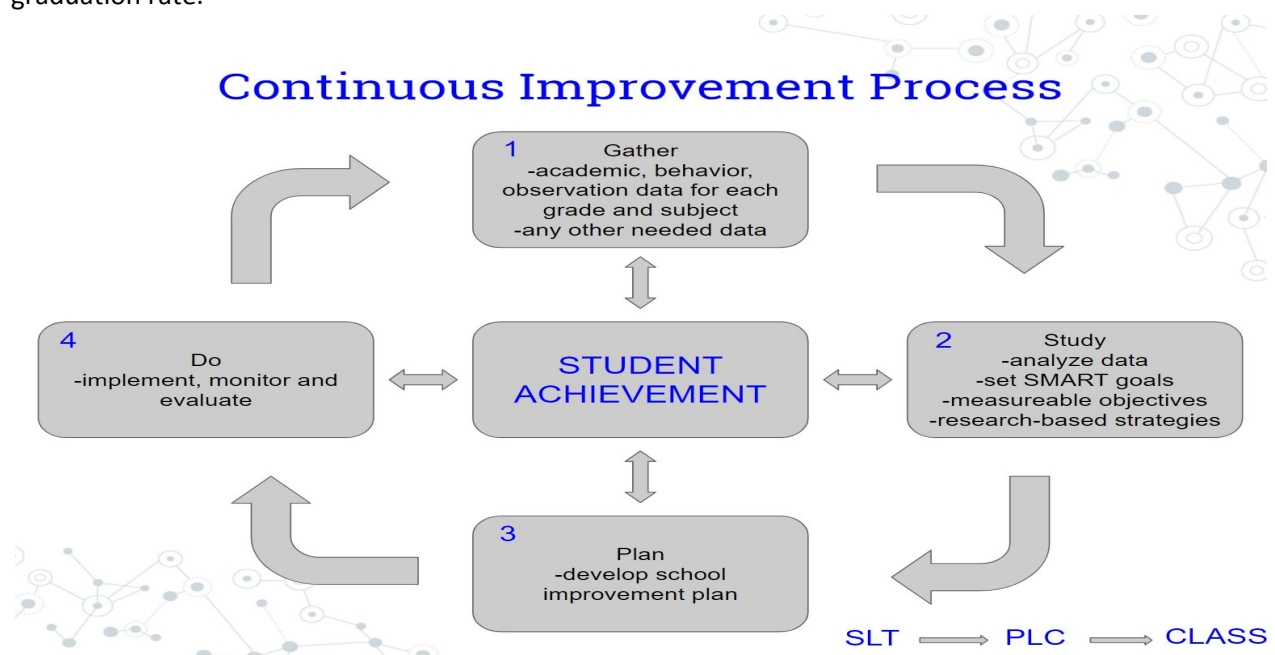 graduation rate.
Continuous Improvement Process
1
Gather
-academic, behavior,
observation data for each
grade and subject
-any other needed data
2
Study
-analyze data
-set SMART goals
-measureable objectives
-research-based strategies
STUDENT
ACHIEVEMENT
4
Do
-implement, monitor and
evaluate
3
Plan
-develop school
improvement plan
SLT PLC CLASS